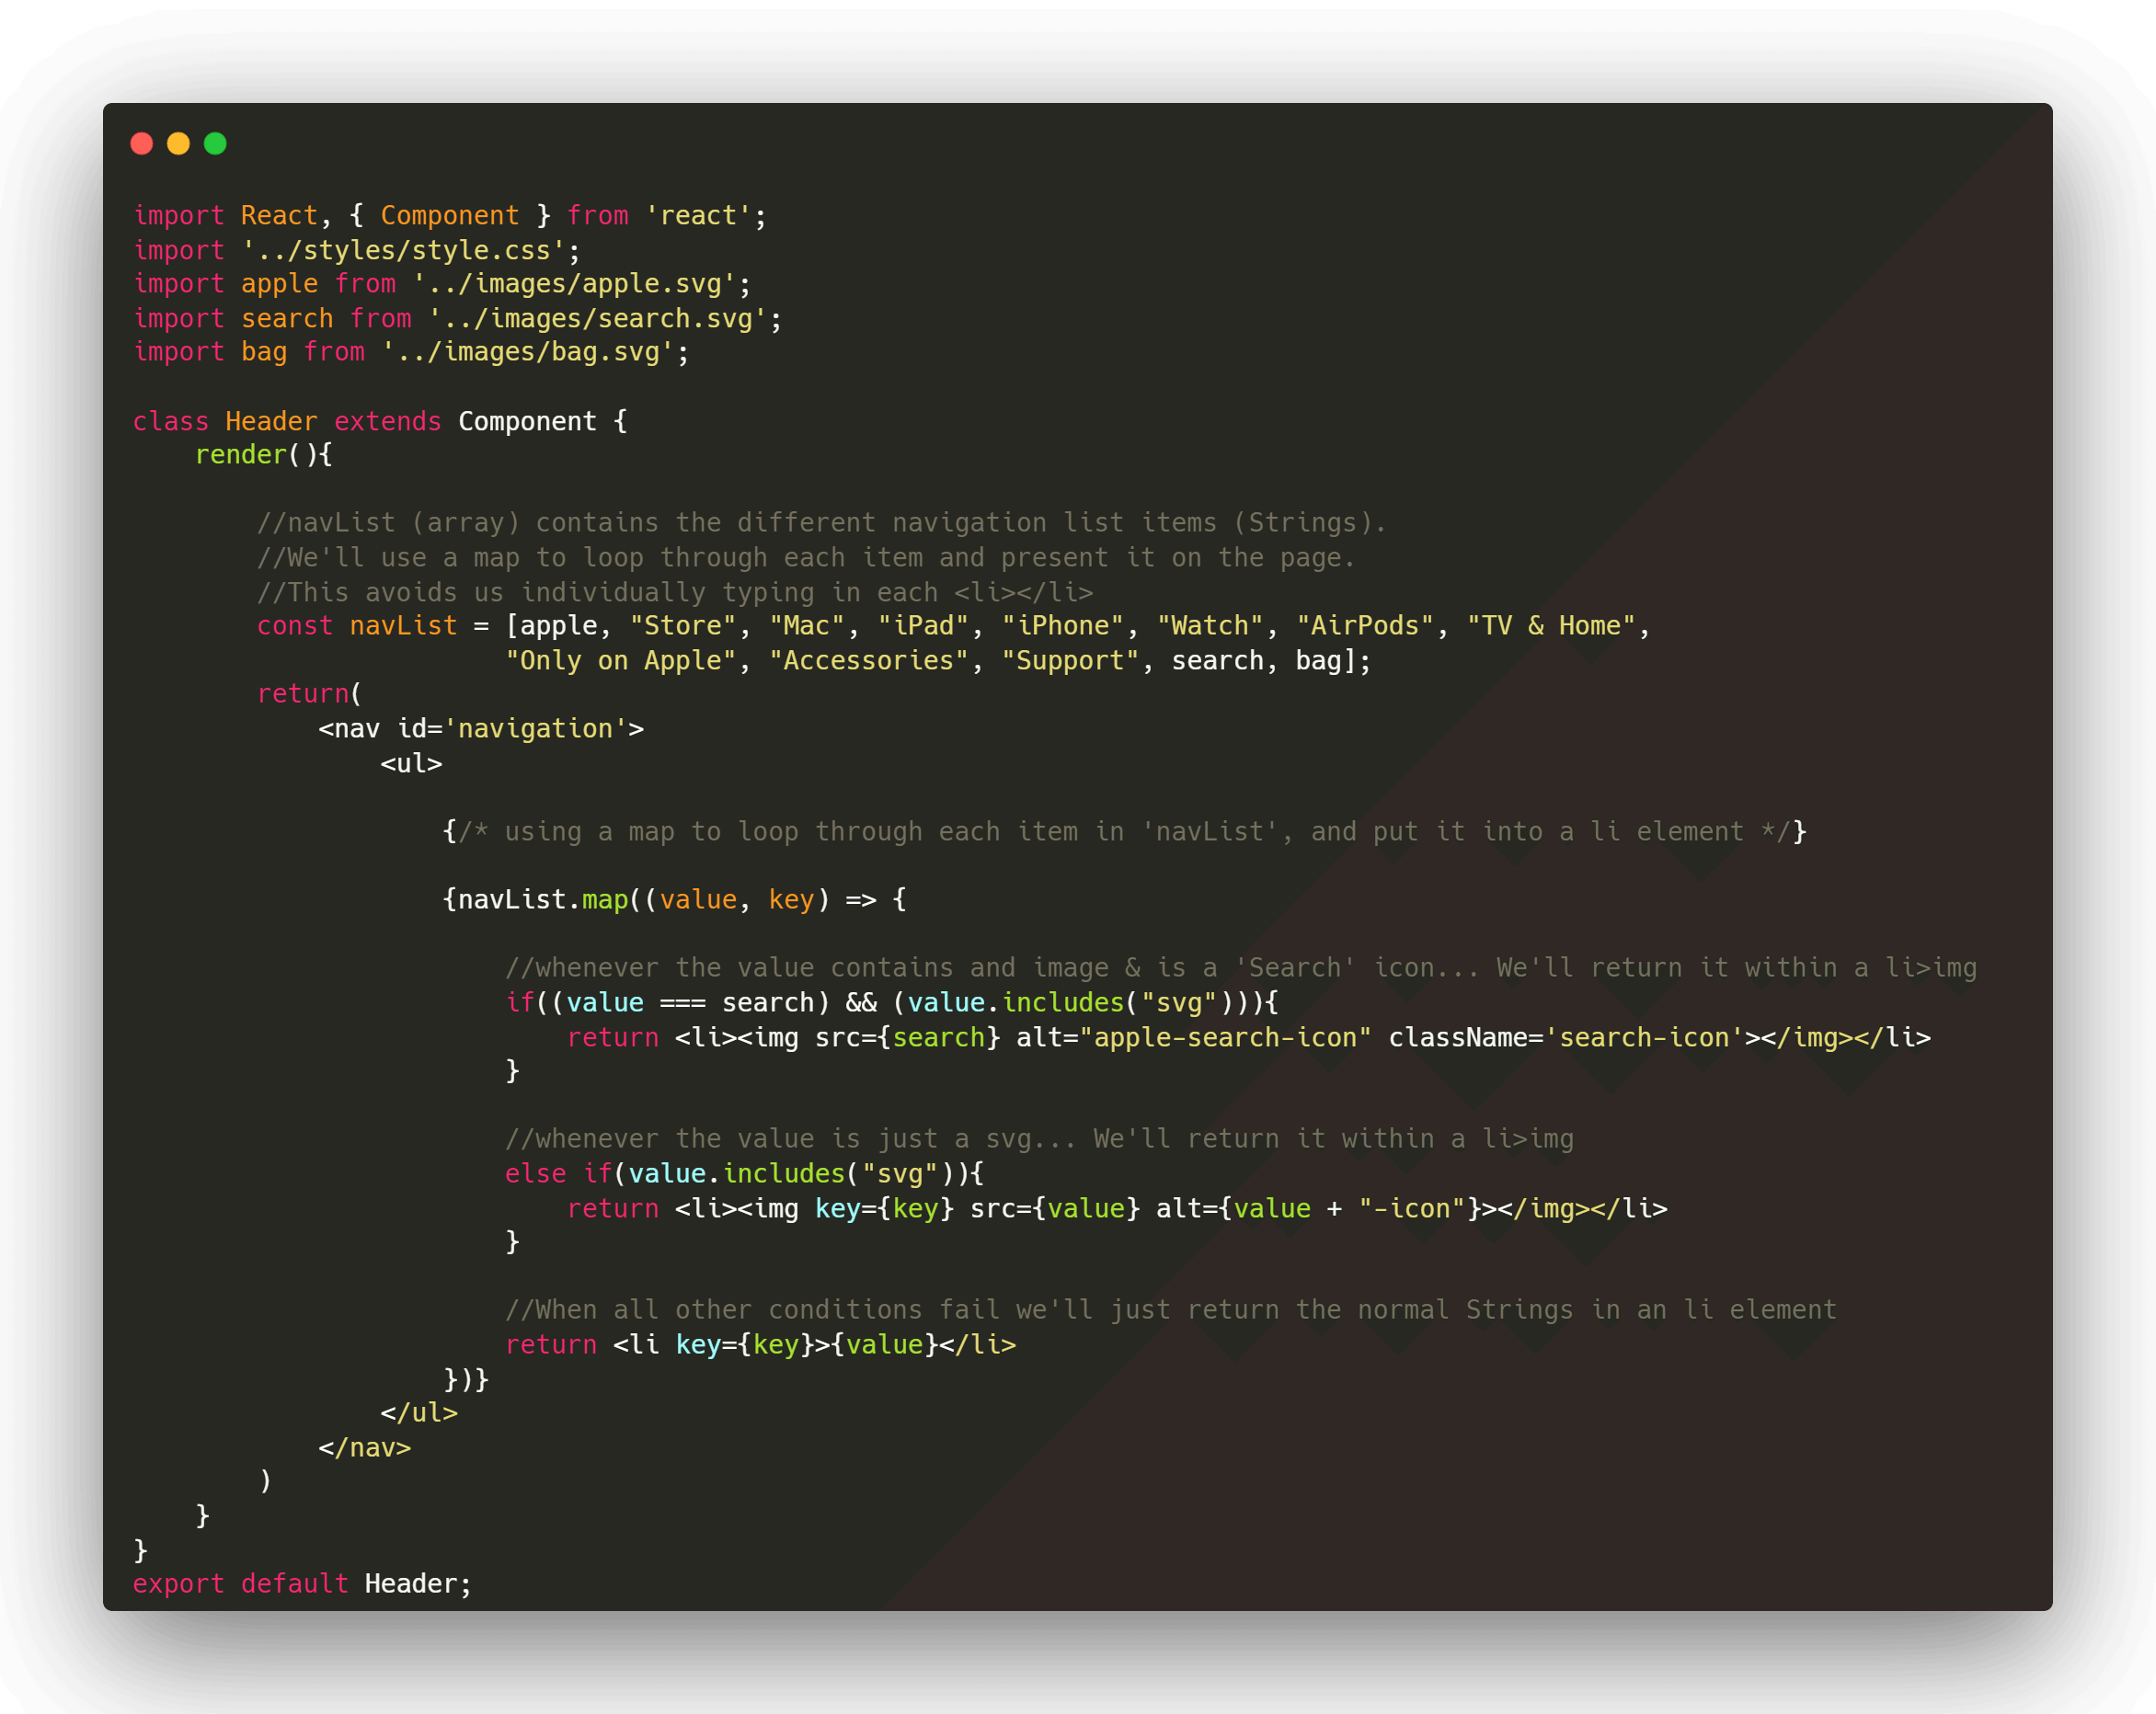 import React, { Component } from 'react';
import '../styles/style.css';
import apple from '../images/apple.svg';
import search from '../images/search.svg';
import bag from '../images/bag.svg';

class Header extends Component {
    render(){

        //navList (array) contains the different navigation list items (Strings).
        //We'll use a map to loop through each item and present it on the page.
        //This avoids us individually typing in each <li></li>
        const navList = [apple, "Store", "Mac", "iPad", "iPhone", "Watch", "AirPods", "TV & Home",
                        "Only on Apple", "Accessories", "Support", search, bag];
        return(
            <nav id='navigation'>
                <ul>

                    {/* using a map to loop through each item in 'navList', and put it into a li element */}

                    {navList.map((value, key) => {

                        //whenever the value contains and image & is a 'Search' icon... We'll return it within a li>img
                        if((value === search) && (value.includes("svg"))){
                            return <li><img src={search} alt="apple-search-icon" className='search-icon'></img></li>
                        }

                        //whenever the value is just a svg... We'll return it within a li>img
                        else if(value.includes("svg")){
                            return <li><img key={key} src={value} alt={value + "-icon"}></img></li>
                        }

                        //When all other conditions fail we'll just return the normal Strings in an li element
                        return <li key={key}>{value}</li>
                    })}
                </ul>
            </nav>
        )
    }
}
export default Header;